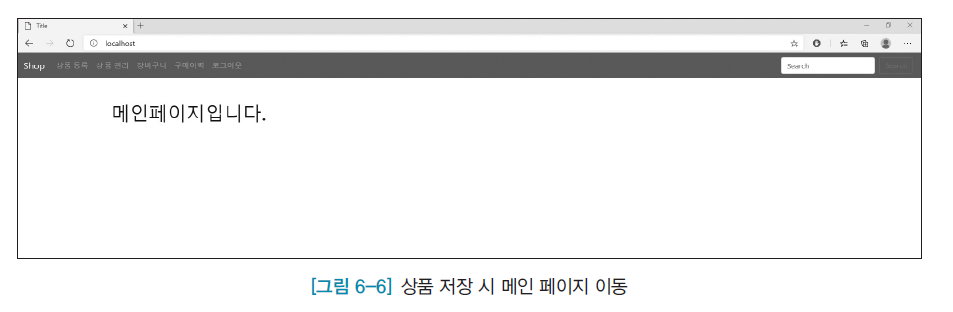 Title
localhost
Shop 상품 등록 상품 관리 장바구니 구매이력 로그아웃 Search Search
메인페이지입니다.
[그림 6-6] 상품 저장 시 메인 페이지 이동